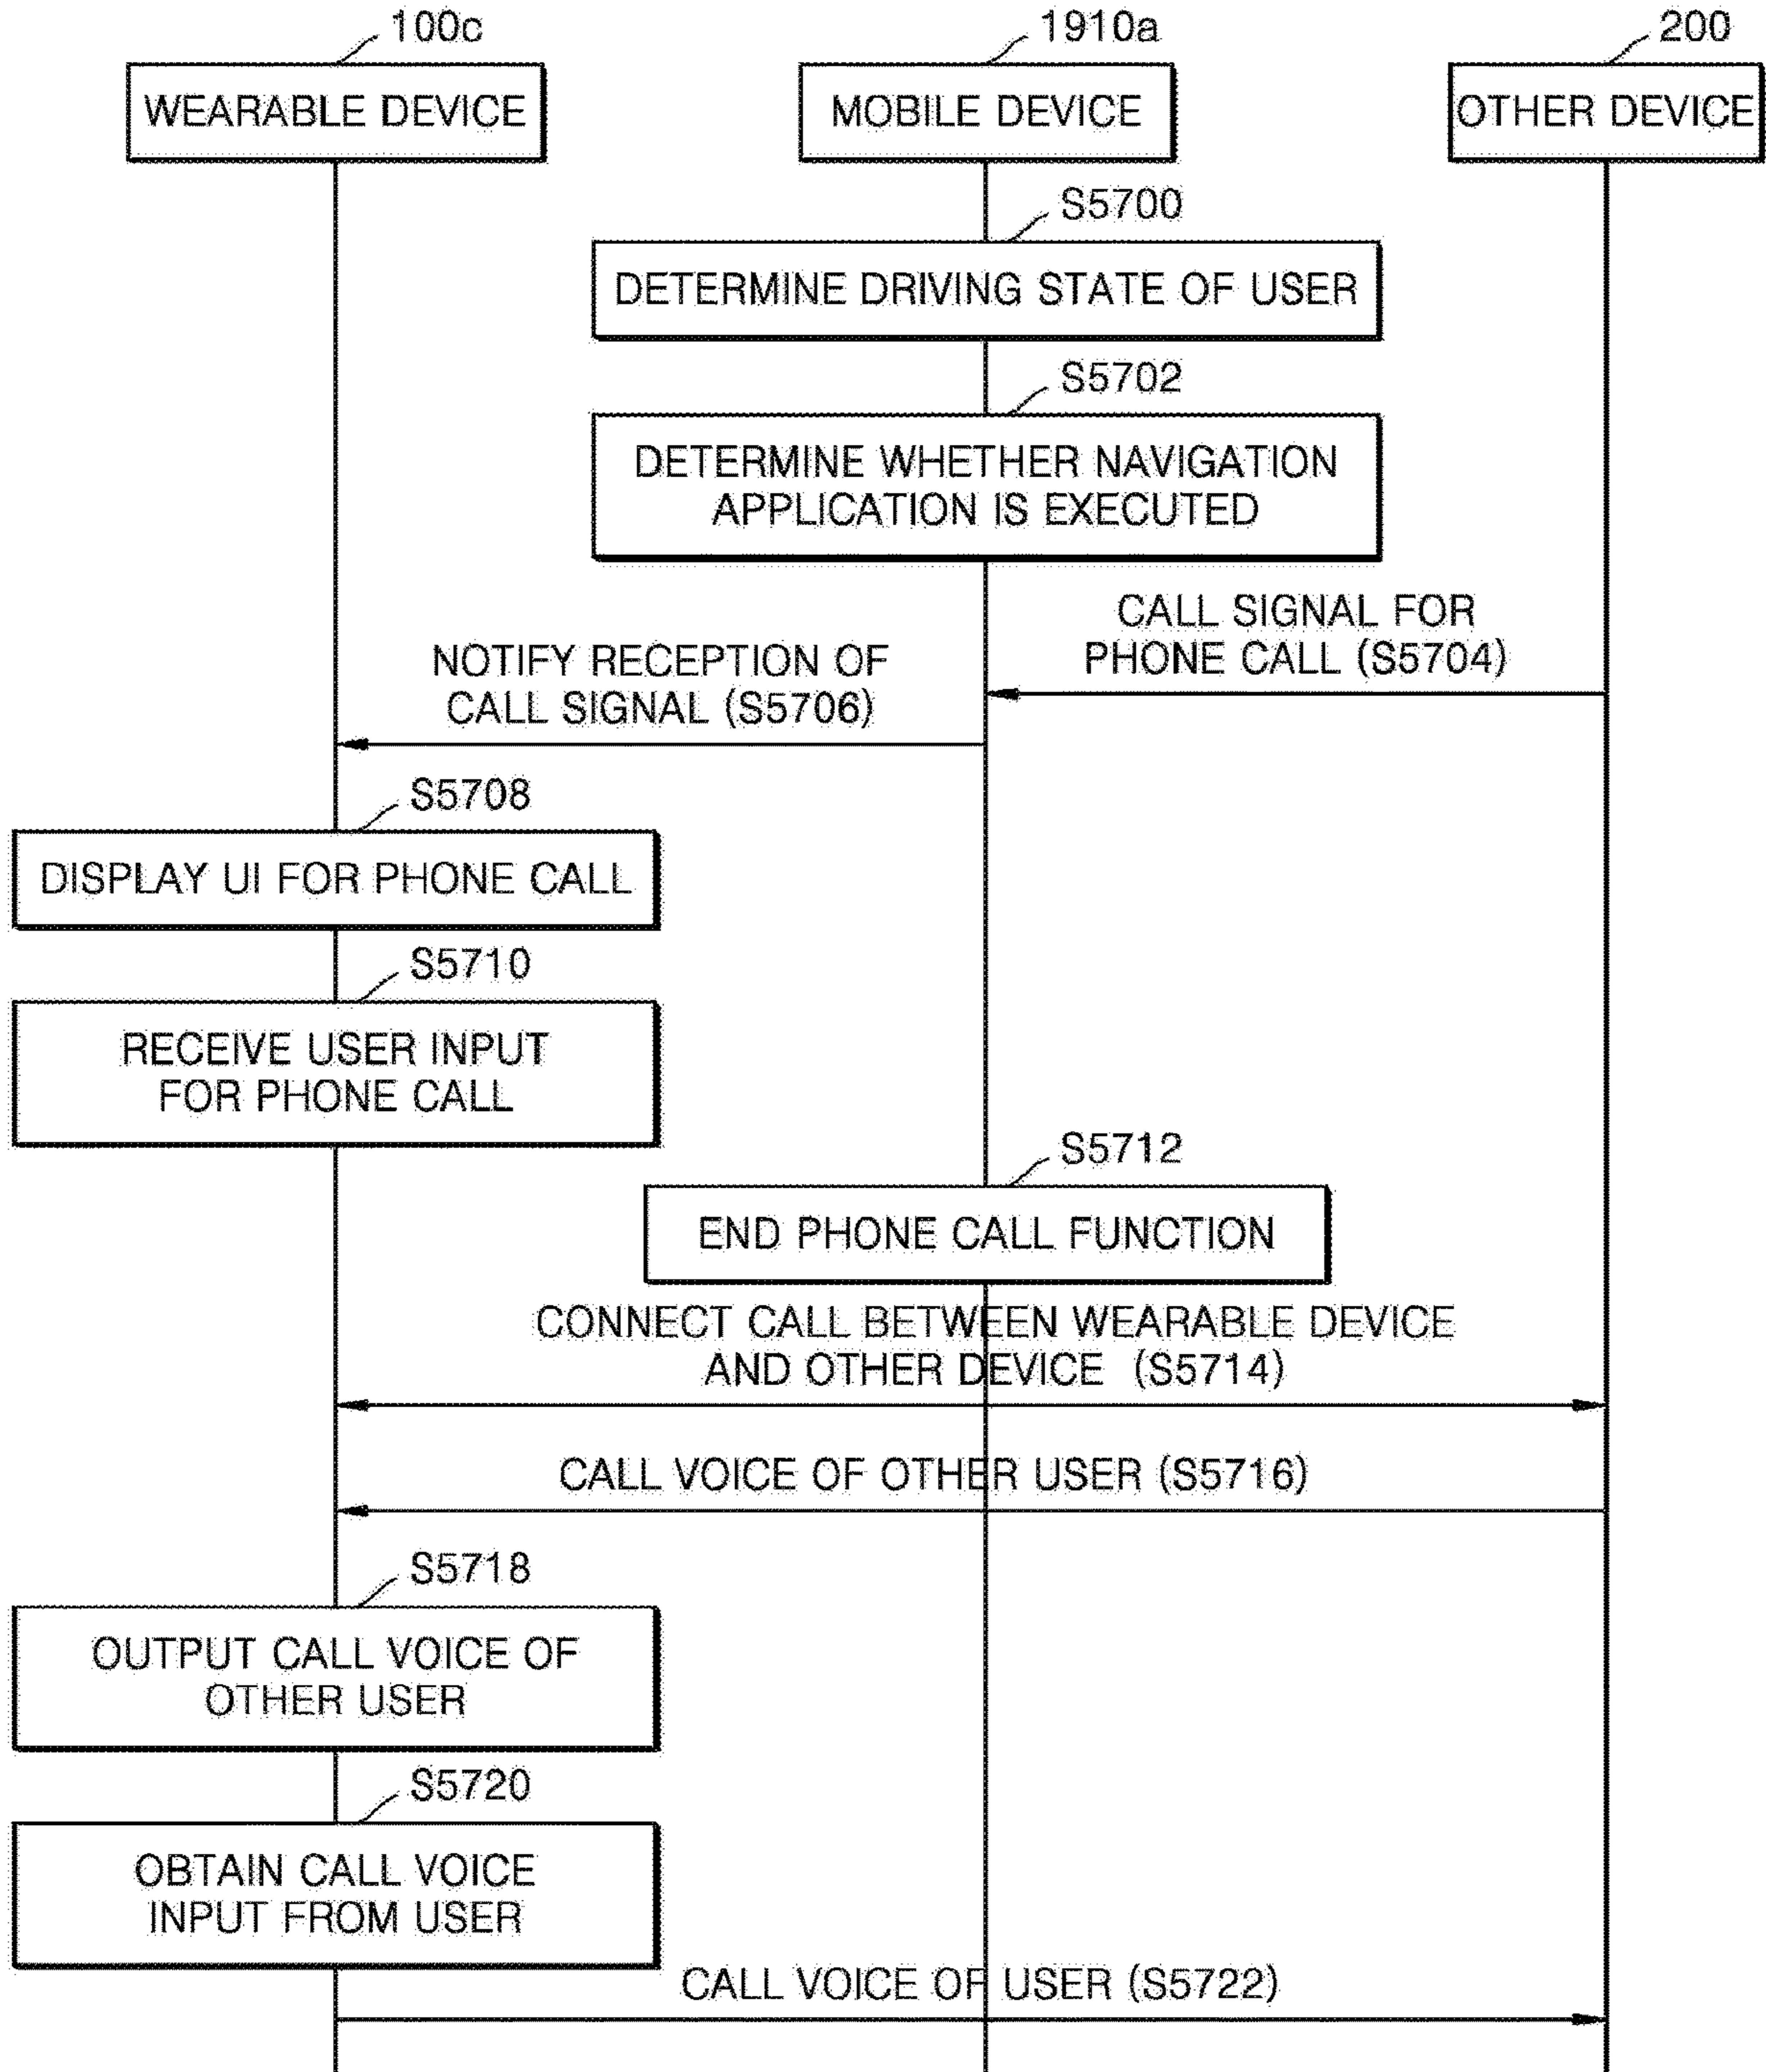 100c
1910a
200
WEARABLE DEVICE
MOBILE DEVICE
OTHER DEVICE
S5700
DETERMINE DRIVING STATE OF USER
S5702
DETERMINE WHETHER NAVIGATION
APPLICATION IS EXECUTED
CALL SIGNAL FOR
PHONE CALL (S5704)
NOTIFY RECEPTION OF
CALL SIGNAL (S5706)
S5708
DISPLAY UI FOR PHONE CALL
S5710
RECEIVE USER INPUT
FOR PHONE CALL
S5712
END PHONE CALL FUNCTION
CONNECT CALL BETWEEN WEARABLE DEVICE
AND OTHER DEVICE (S5714)
CALL VOICE OF OTHER USER (S5716)
S5718
OUTPUT CALL VOICE OF
OTHER USER
S5720
OBTAIN CALL VOICE
INPUT FROM USER
CALL VOICE OF USER (S5722)